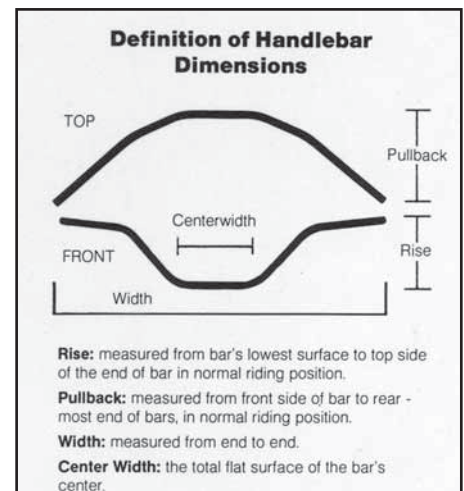 Definition of Handlebar
Dimensions
TOP
Pullback
Centerwidth
FRONT
Rise
Width
Rise: measured from bar's lowest surface to top side
of the end of bar in normal riding position.
Pullback: measured from front side of bar to rear -
most end of bars, in normal riding position.
Width: measured from end to end.
Center Width: the total flat surface of the bar's
center.